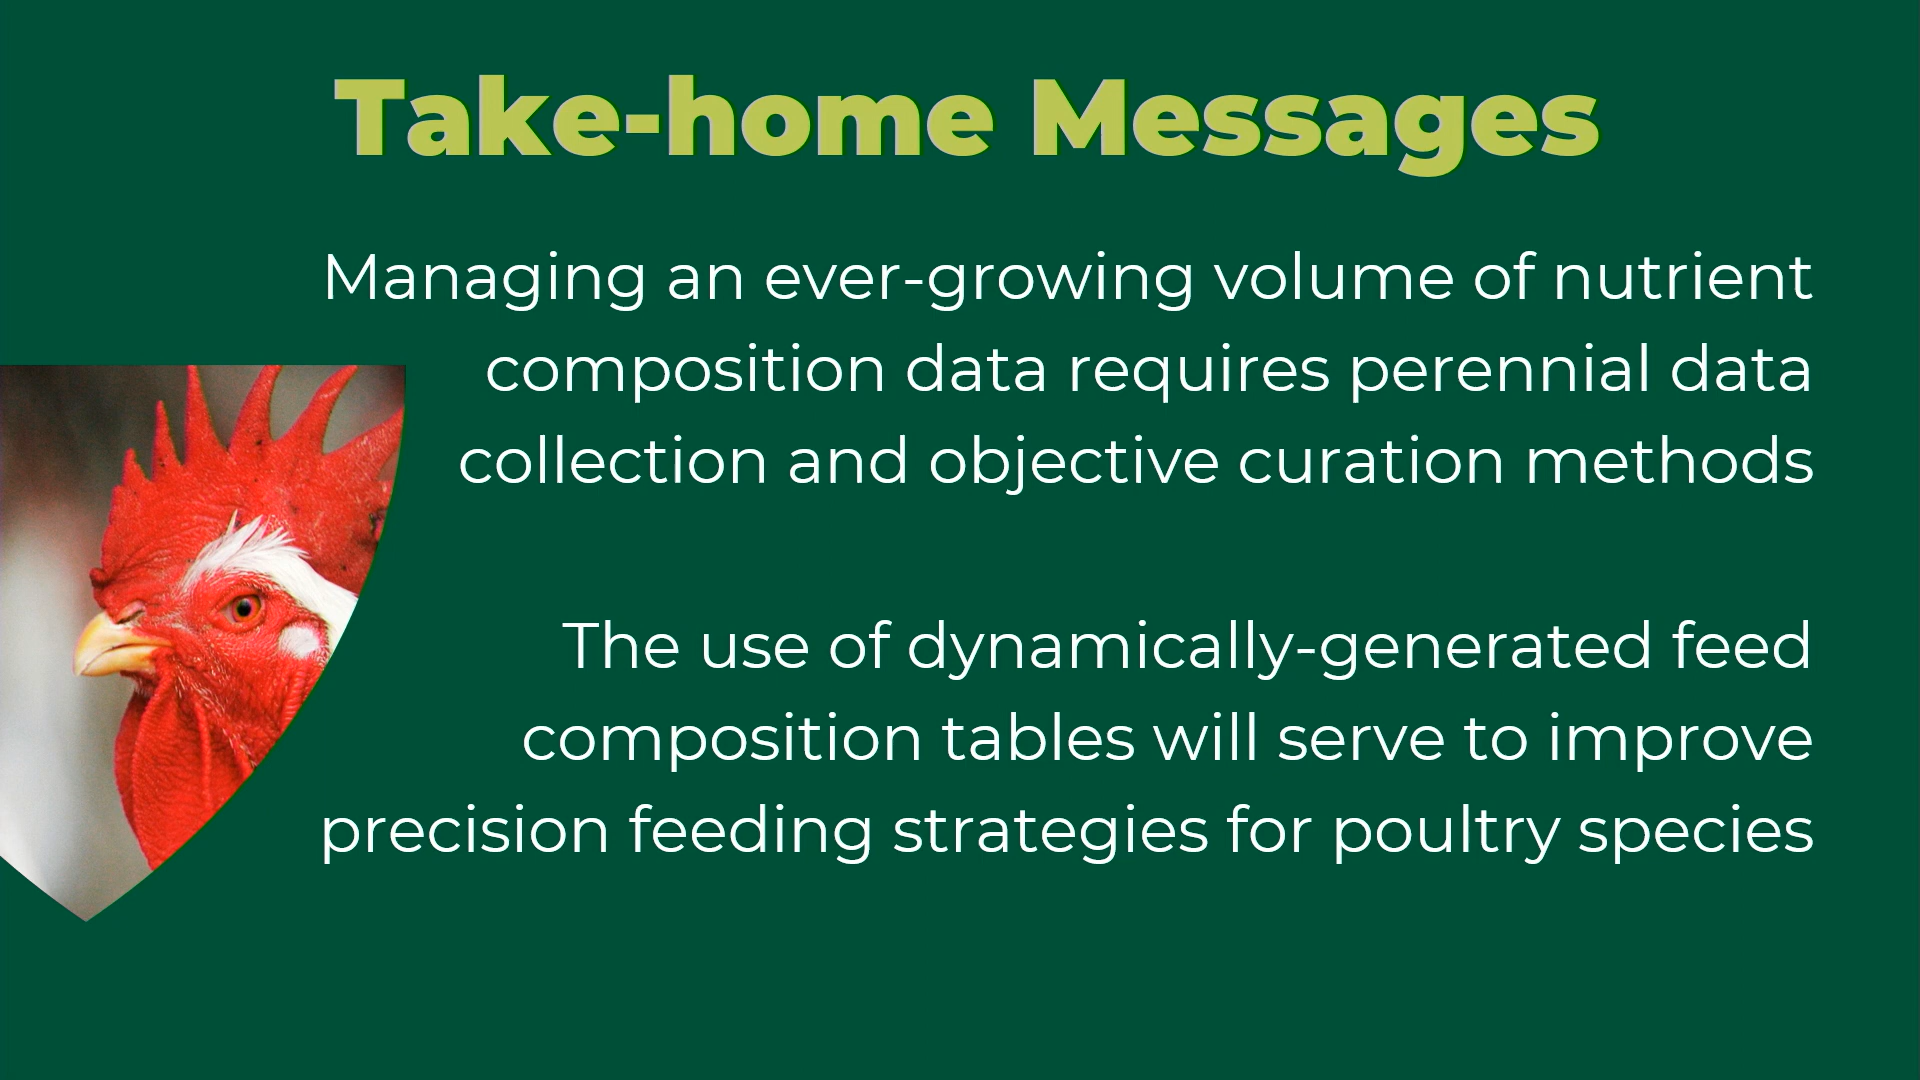 Take-home Messages
Managing an ever-growing volume of nutrient
composition data requires perennial data
collection and objective curation methods
The use of dynamically-generated feed
composition tables will serve to improve
precision feeding strategies for poultry species